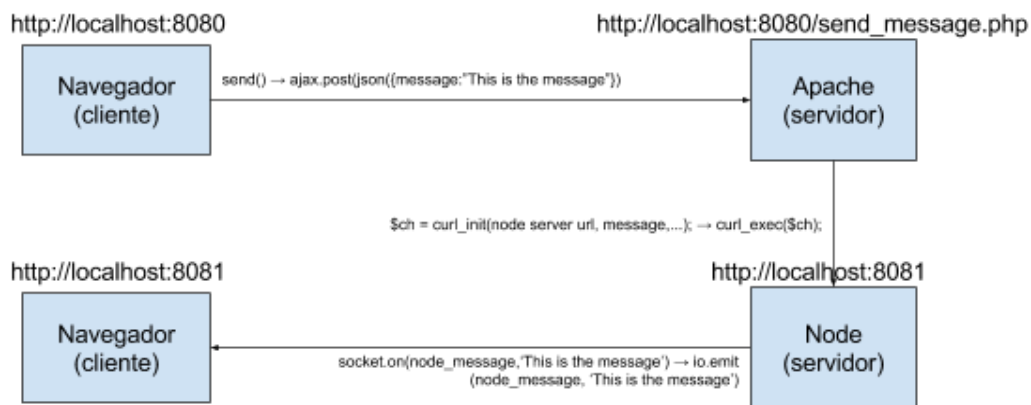 http://localhost:8080
http://localhost:8080/send_message.php
Navegador
(cliente)
send() → ajax.post(json({message:"This is the message"})
Apache
(servidor)
$ch = curl_init(node server url, message,...); → curl_exec($ch);
http://localhost:8081
http://localhost:8081
Navegador
(cliente)
socket.on(node_message,'This is the message') → io.emit
(node_message, 'This is the message')
Node
(servidor)